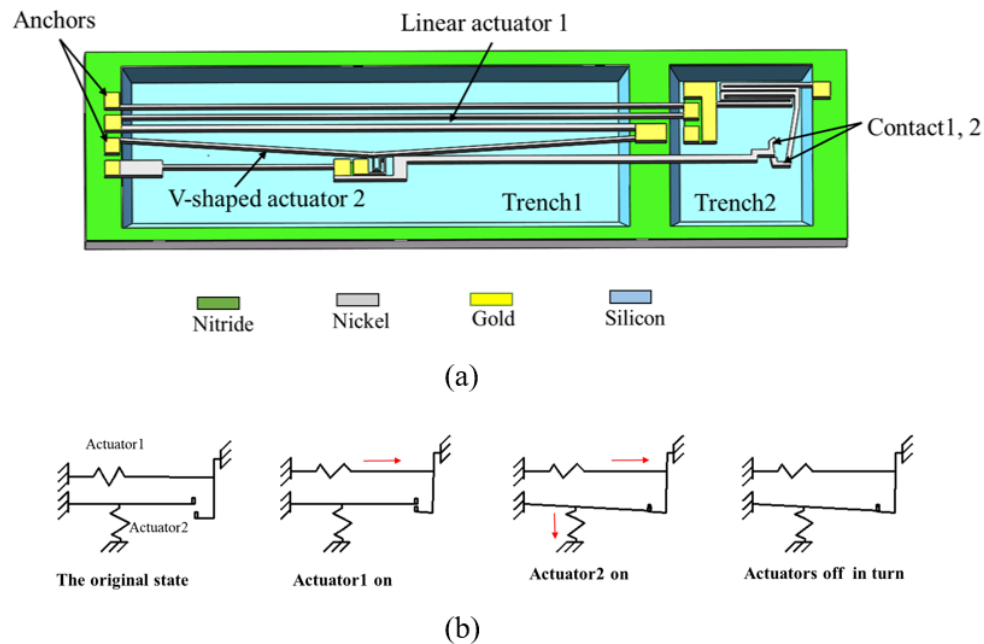 Anchors
Linear actuator 1
Contact1, 2
V-shaped actuator 2
Trench1
Trench2
Nitride
Nickel
Gold
Silicon
(a)
Actuator1
Actuator2
The original state
Actuator1 on
Actuator2 on
Actuators off in turn
(b)